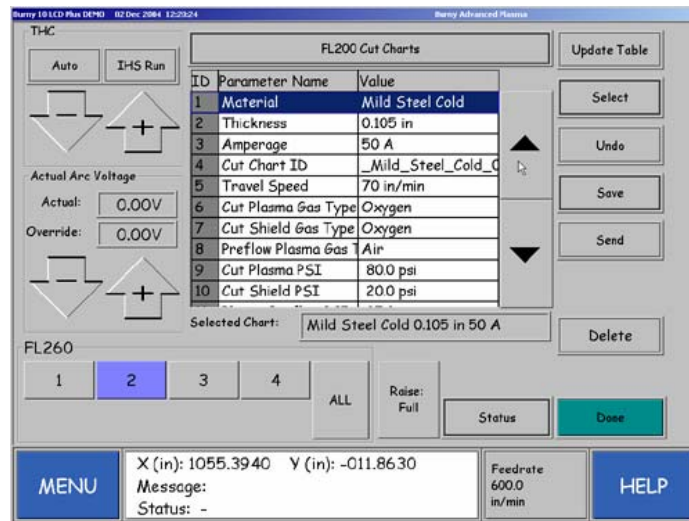 Burny 10 LCD Plus DEMO 02 Dec 2004 12:23:24 Burny Advanced Plasma
THC
Auto
IHS Run
-
+
Actual Arc Voltage
Actual: 0.00V
Override: 0.00V
-
+
FL200 Cut Charts
ID Parameter Name Value
1 Material Mild Steel Cold
2 Thickness 0.105 in
3 Amperage 50 A
4 Cut Chart ID _Mild_Steel_Cold_0
5 Travel Speed 70 in/min
6 Cut Plasma Gas Type Oxygen
7 Cut Shield Gas Type Oxygen
8 Preflow Plasma Gas T Air
9 Cut Plasma PSI 80.0 psi
10 Cut Shield PSI 20.0 psi
Selected Chart: Mild Steel Cold 0.105 in 50 A
Update Table
Select
Undo
Save
Send
Delete
FL260
1
2
3
4
ALL
Raise:
Full
Status
Done
MENU
X (in): 1055.3940 Y (in): -011.8630
Message:
Status: -
Feedrate
600.0
in/min
HELP